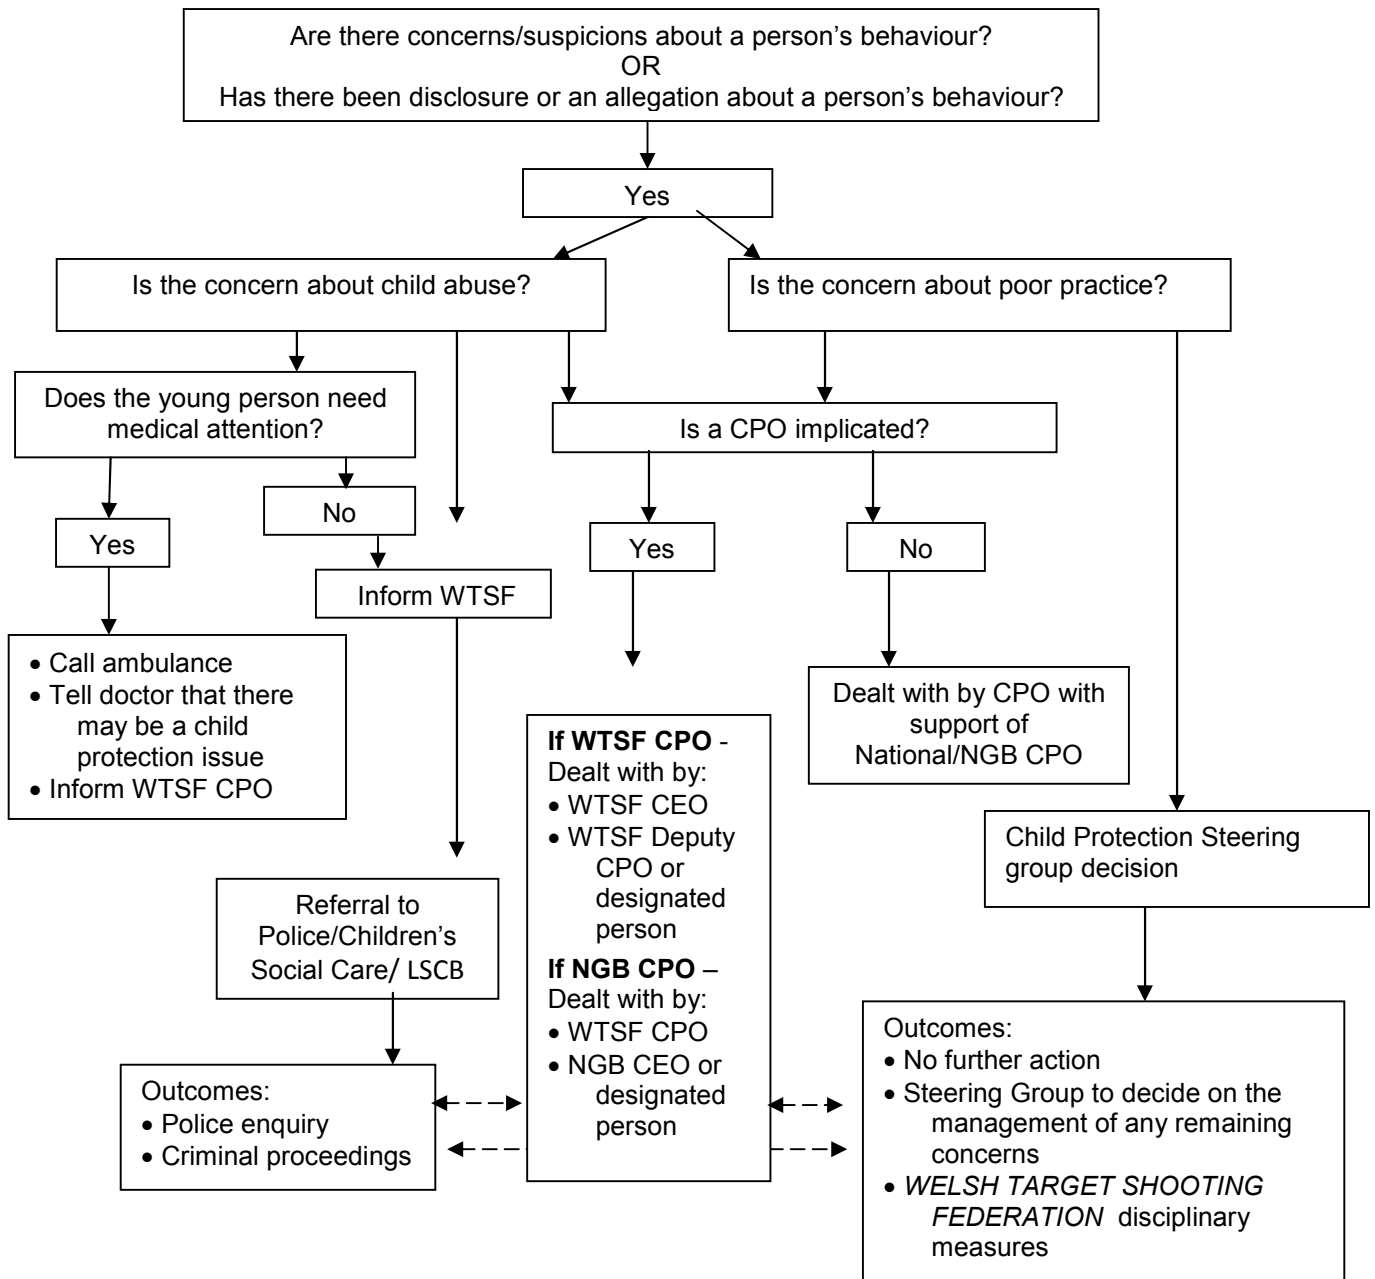 Are there concerns/suspicions about a person’s behaviour?
OR
Has there been disclosure or an allegation about a person’s behaviour?
Yes
Is the concern about child abuse?
Is the concern about poor practice?
Does the young person need
medical attention?
Is a CPO implicated?
No
Yes
Inform WTSF
Yes
No
• Call ambulance
• Tell doctor that there
may be a child
protection issue
• Inform WTSF CPO
Dealt with by CPO with
support of
National/NGB CPO
If WTSF CPO -
Dealt with by:
• WTSF CEO
• WTSF Deputy
CPO or
designated
person
If NGB CPO –
Dealt with by:
• WTSF CPO
• NGB CEO or
designated
person
Child Protection Steering
group decision
Referral to
Police/Children’s
Social Care/ LSCB
Outcomes:
• Police enquiry
• Criminal proceedings
Outcomes:
• No further action
• Steering Group to decide on the
management of any remaining
concerns
• WELSH TARGET SHOOTING
FEDERATION disciplinary
measures